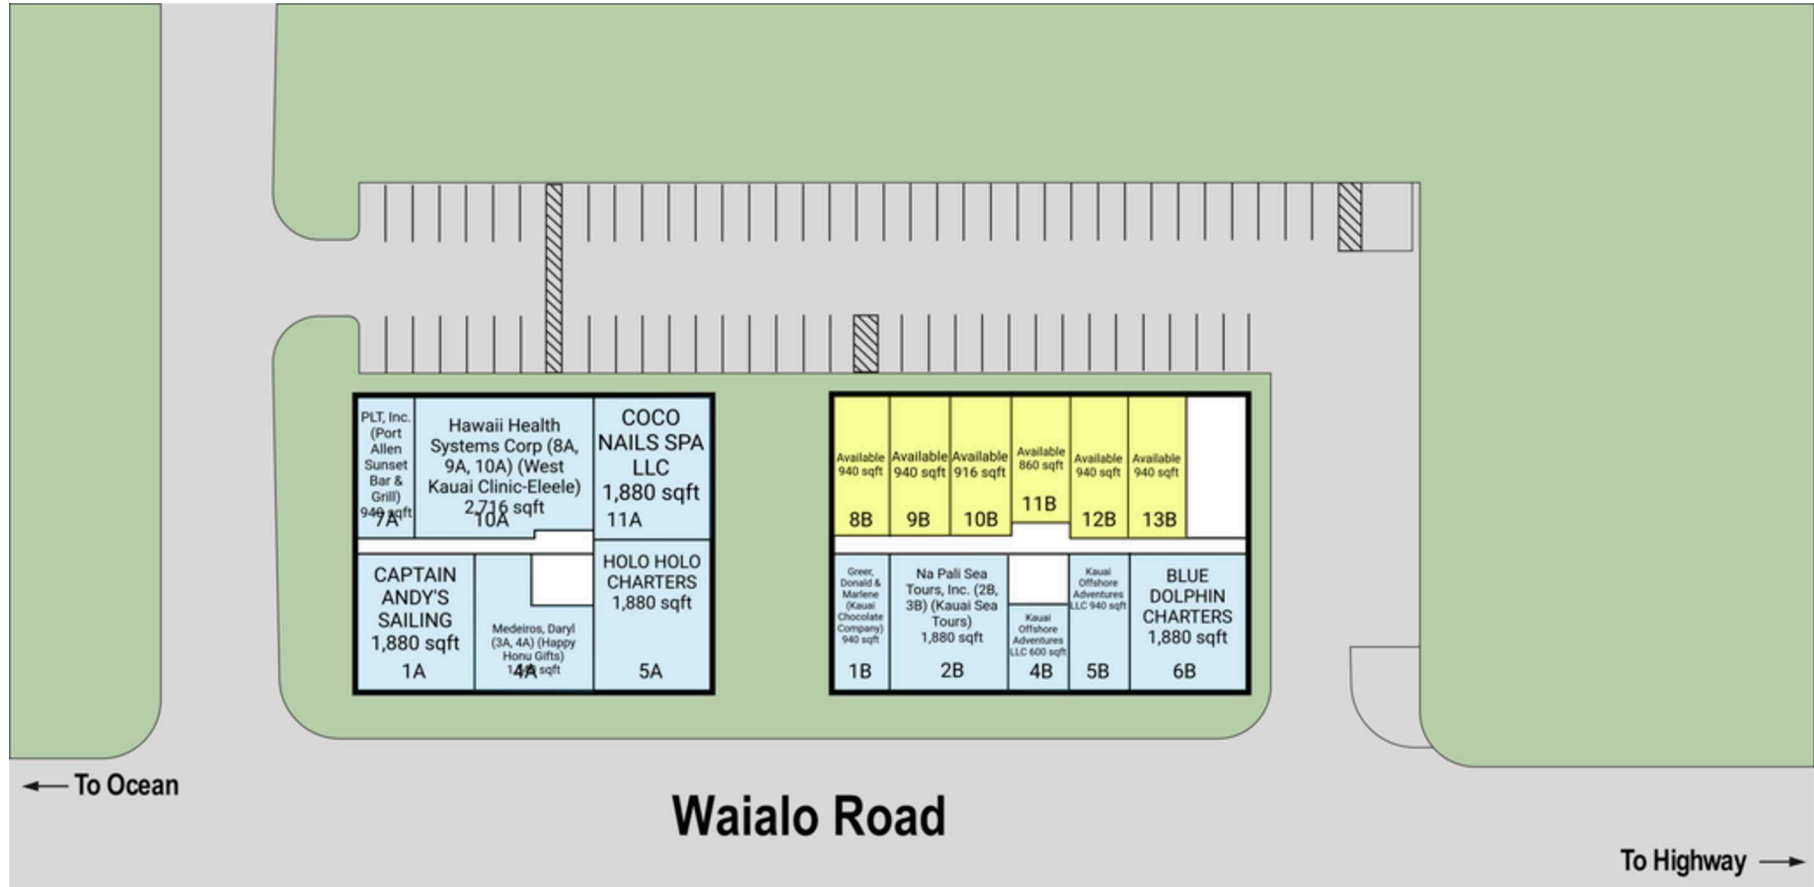 PLT, Inc.
(Port
Allen
Sunset
Bar &
Grill)
940 sqft
7A
Hawaii Health
Systems Corp (8A,
9A, 10A) (West
Kauai Clinic-Eleele)
2,716 sqft
10A
COCO
NAILS SPA
LLC
1,880 sqft
11A
Available
940 sqft
8B
Available
940 sqft
9B
Available
916 sqft
10B
Available
860 sqft
11B
Available
940 sqft
12B
Available
940 sqft
13B
CAPTAIN
ANDY'S
SAILING
1,880 sqft
1A
Medeiros, Daryl
(3A, 4A) (Happy
Honu Gifts)
sqft
4A
HOLO HOLO
CHARTERS
1,880 sqft
5A
Greer,
Donald &
Marlene
(Kauai
Chocolate
Company)
940 sqft
1B
Na Pali Sea
Tours, Inc. (2B,
3B) (Kauai Sea
Tours)
1,880 sqft
2B
Kauai
Offshore
Adventures
LLC 600 sqft
4B
Kauai
Offshore
Adventures
LLC 940 sqft
5B
BLUE
DOLPHIN
CHARTERS
1,880 sqft
6B
To Ocean
Waialo Road
To Highway